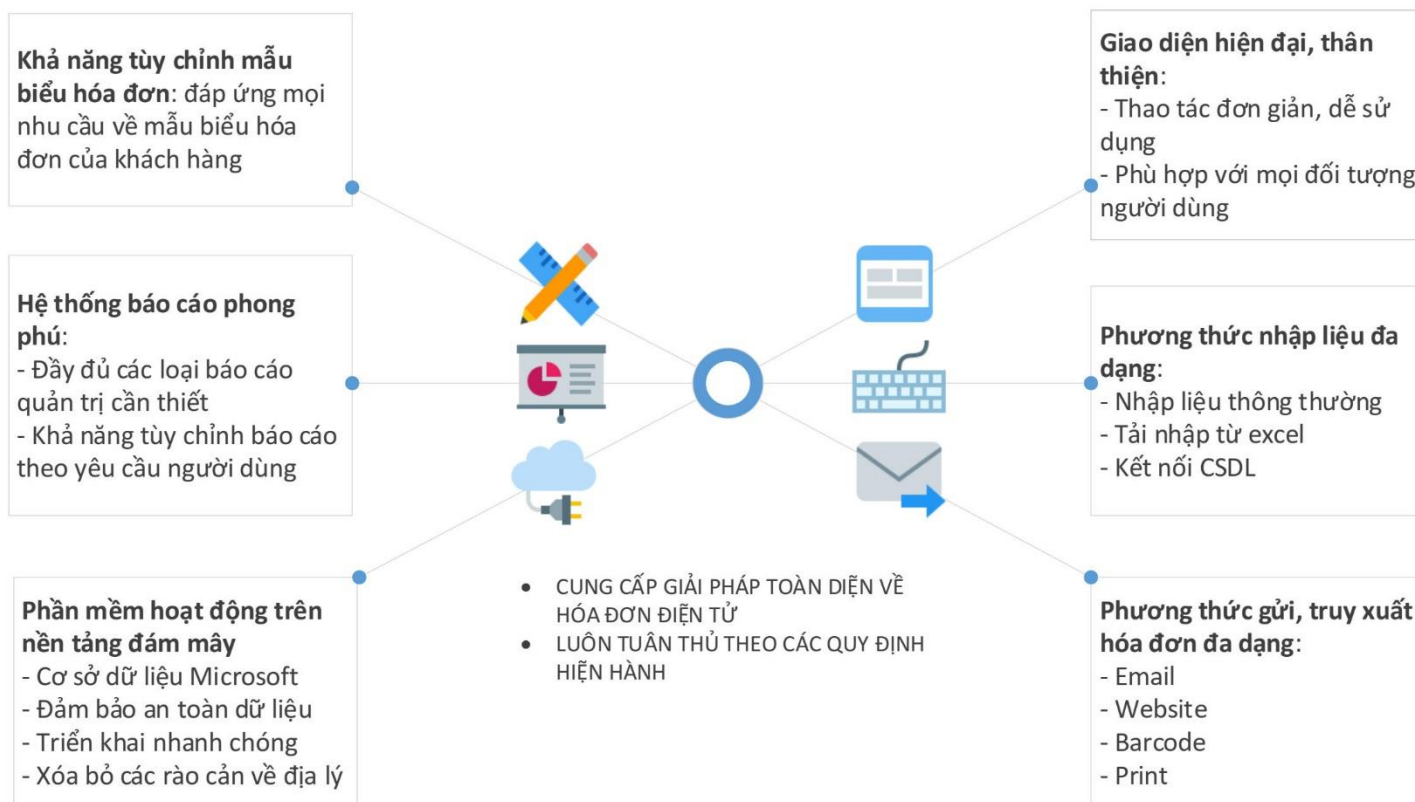 Khả năng tùy chỉnh mẫu
biểu hóa đơn: đáp ứng mọi
nhu cầu về mẫu biểu hóa
đơn của khách hàng
Hệ thống báo cáo phong
phú:
- Đầy đủ các loại báo cáo
quản trị cần thiết
- Khả năng tùy chỉnh báo cáo
theo yêu cầu người dùng
Phần mềm hoạt động trên
nền tảng đám mây
- Cơ sở dữ liệu Microsoft
- Đảm bảo an toàn dữ liệu
- Triển khai nhanh chóng
- Xóa bỏ các rào cản về địa lý
• CUNG CẤP GIẢI PHÁP TOÀN DIỆN VỀ
HÓA ĐƠN ĐIỆN TỬ
• LUÔN TUÂN THỦ THEO CÁC QUY ĐỊNH
HIỆN HÀNH
Giao diện hiện đại, thân
thiện:
- Thao tác đơn giản, dễ sử
dụng
- Phù hợp với mọi đối tượng
người dùng
Phương thức nhập liệu đa
dạng:
- Nhập liệu thông thường
- Tải nhập từ excel
- Kết nối CSDL
Phương thức gửi, truy xuất
hóa đơn đa dạng:
- Email
- Website
- Barcode
- Print